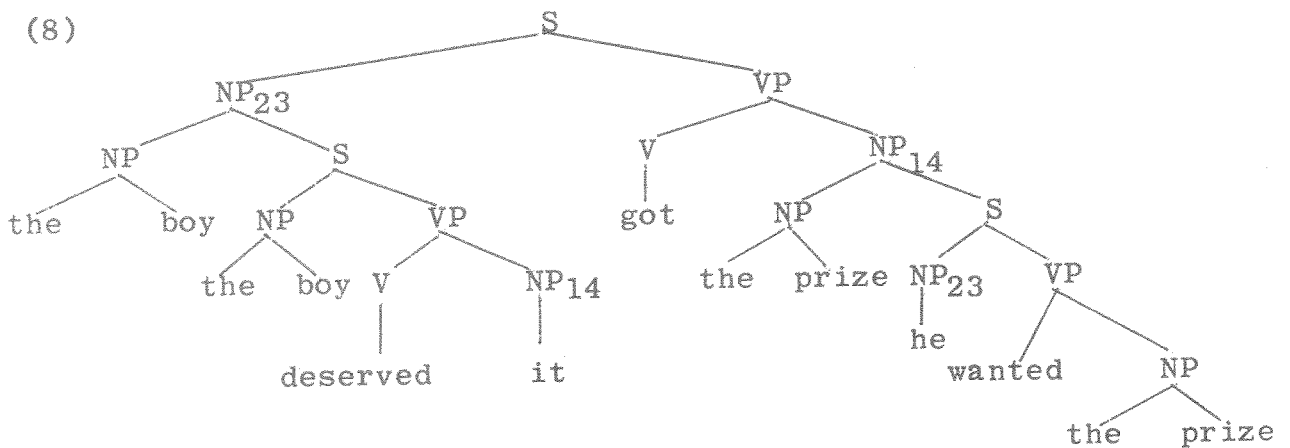 (8) S
NP23 VP
NP S V NP14
the boy NP VP got NP S
the boy V NP14 the prize NP23 VP
he
deserved it wanted NP
the prize